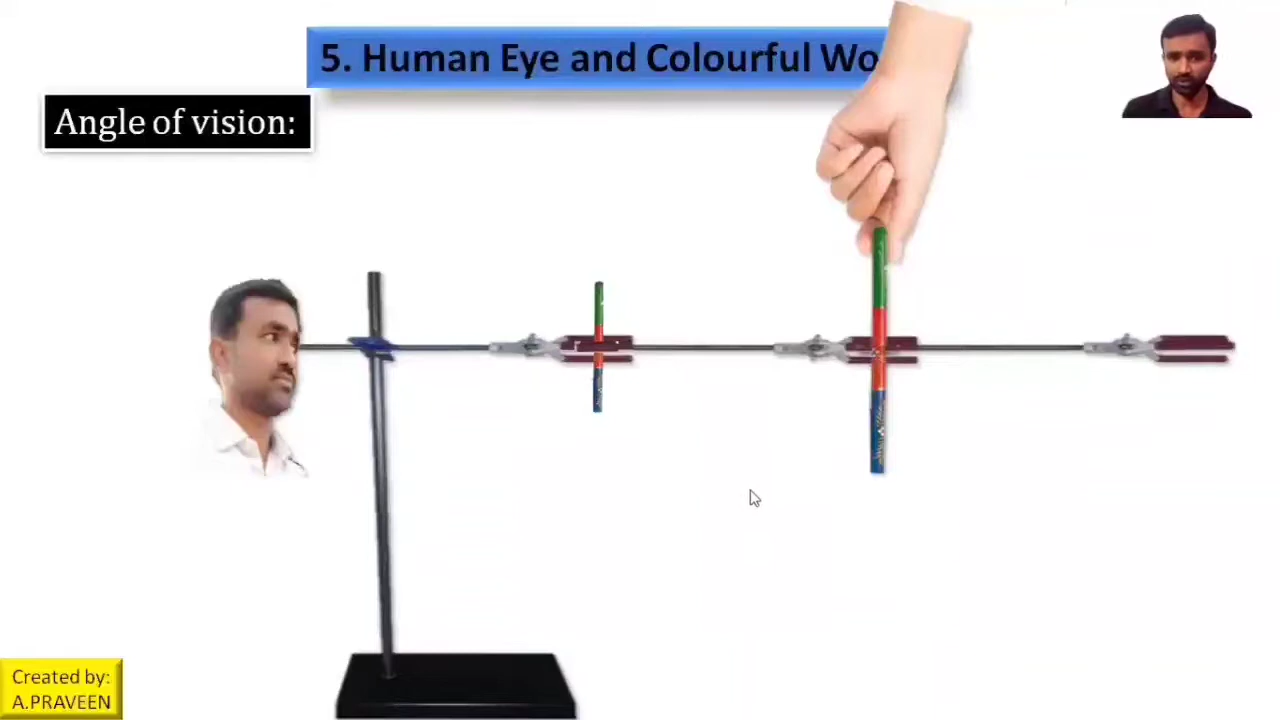 5. Human Eye and Colourful Wo
Angle of vision:
Created by:
A.PRAVEEN